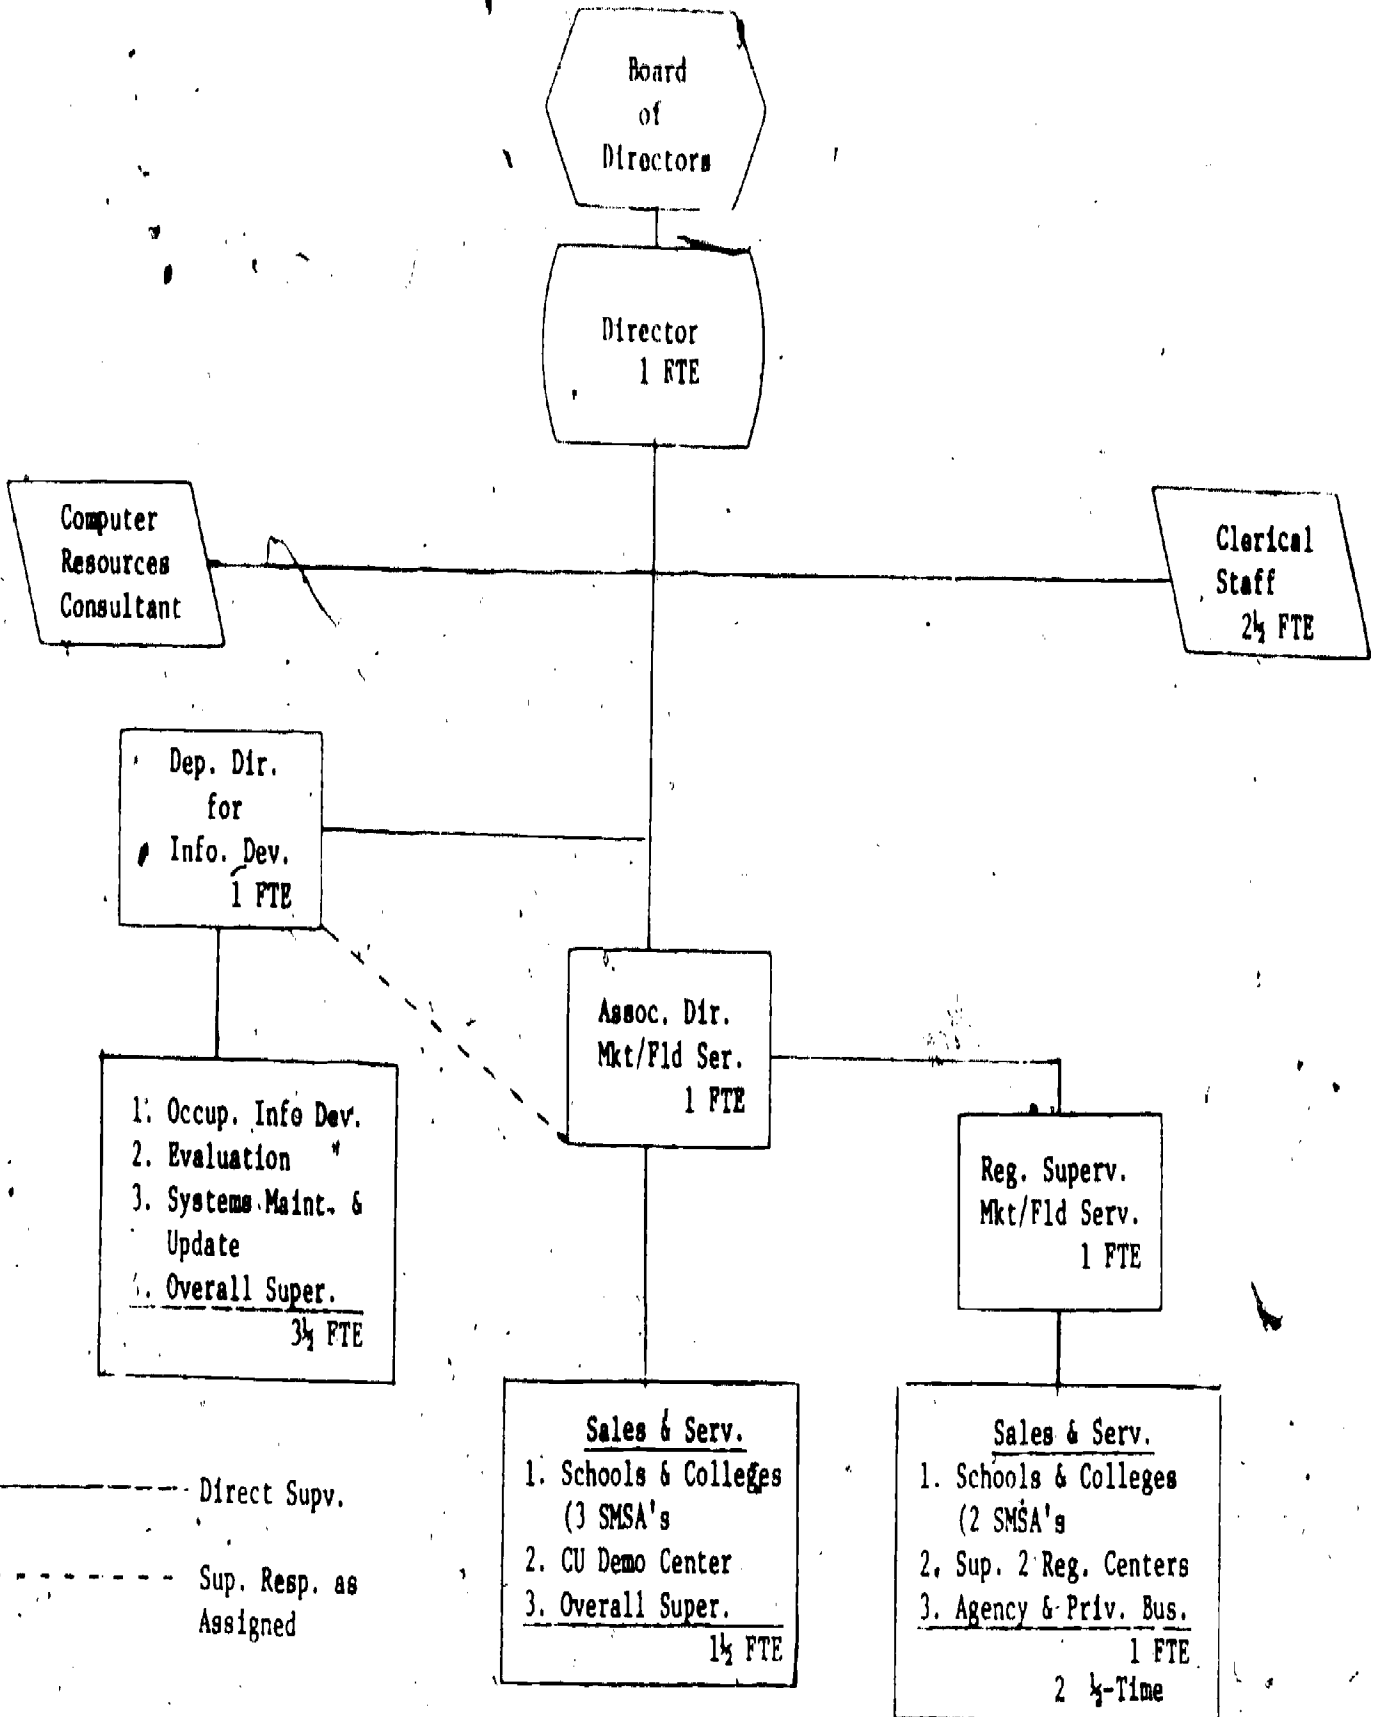 Board
of
Directors
Director
1 FTE
Computer
Resources
Consultant
Clerical
Staff
2½ FTE
Dep. Dir.
for
Info. Dev.
1 FTE
Assoc. Dir.
Mkt/Fld Ser.
1 FTE
1. Occup. Info Dev.
2. Evaluation
3. Systems Maint. &
Update
4. Overall Super.
3½ FTE
Reg. Superv.
Mkt/Fld Serv.
1 FTE
Sales & Serv.
1. Schools & Colleges
(3 SMSA's
2. CU Demo Center
3. Overall Super.
1½ FTE
Sales & Serv.
1. Schools & Colleges
(2 SMSA's
2. Sup. 2 Reg. Centers
3. Agency & Priv. Bus.
1 FTE
2 ½-Time
Direct Supv.
Sup. Resp. as
Assigned